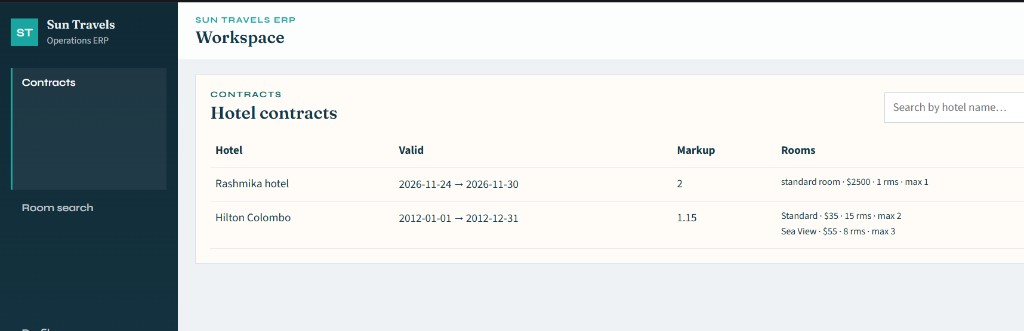 ST
Sun Travels
Operations ERP
Contracts
Room search
SUN TRAVELS ERP
Workspace
CONTRACTS
Hotel contracts
Search by hotel name...
Hotel Valid Markup Rooms
Rashmika hotel 2026-11-24 → 2026-11-30 2 standard room · $2500 · 1 rms · max 1
Hilton Colombo 2012-01-01 → 2012-12-31 1.15 Standard · $35 · 15 rms · max 2
Sea View · $55 · 8 rms · max 3